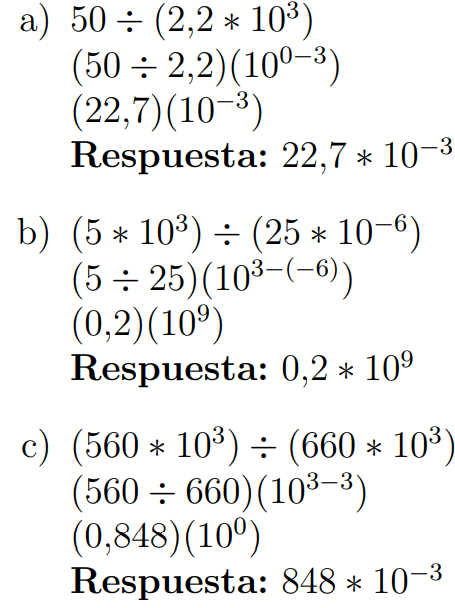 a) 50 ÷ (2,2 * 10³)
(50 ÷ 2,2)(10⁰⁻³)
(22,7)(10⁻³)
Respuesta: 22,7 * 10⁻³
b) (5 * 10³) ÷ (25 * 10⁻⁶)
(5 ÷ 25)(10³⁻⁽⁻⁶⁾)
(0,2)(10⁹)
Respuesta: 0,2 * 10⁹
c) (560 * 10³) ÷ (660 * 10³)
(560 ÷ 660)(10³⁻³)
(0,848)(10⁰)
Respuesta: 848 * 10⁻³